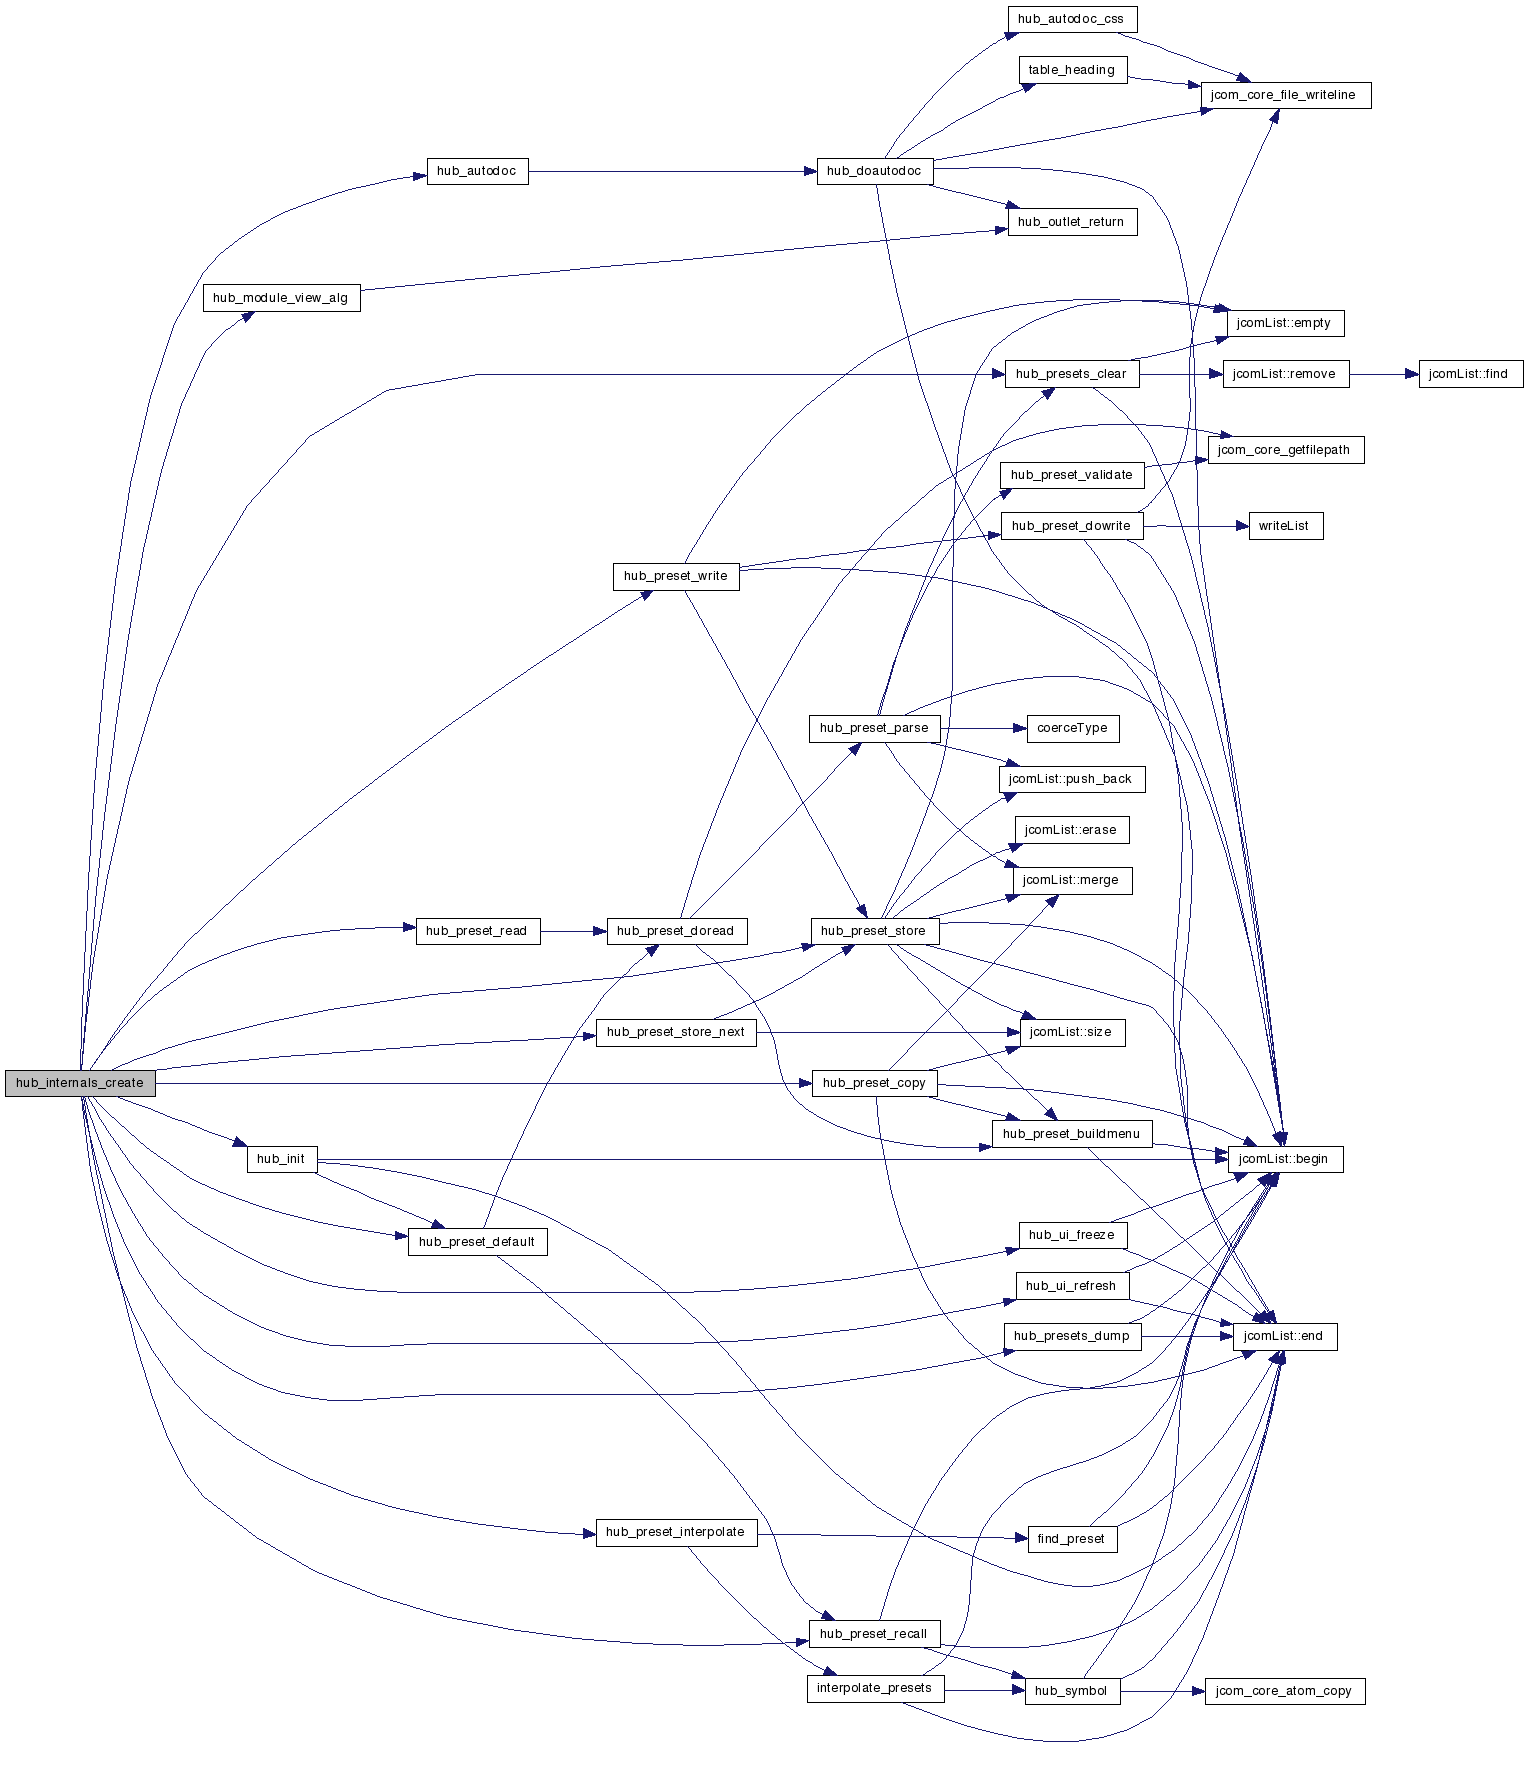 hub_autodoc_css
table_heading
jcom_core_file_writeline
hub_autodoc
hub_doautodoc
hub_outlet_return
hub_module_view_alg
jcomList::empty
hub_presets_clear
jcomList::remove
jcomList::find
jcom_core_getfilepath
hub_preset_validate
hub_preset_dowrite
writeList
hub_preset_write
hub_preset_parse
coerceType
jcomList::push_back
jcomList::erase
jcomList::merge
hub_preset_read
hub_preset_doread
hub_preset_store
hub_preset_store_next
jcomList::size
hub_internals_create
hub_preset_copy
hub_preset_buildmenu
hub_init
jcomList::begin
hub_ui_freeze
hub_preset_default
hub_ui_refresh
hub_presets_dump
jcomList::end
hub_preset_interpolate
find_preset
hub_preset_recall
interpolate_presets
hub_symbol
jcom_core_atom_copy